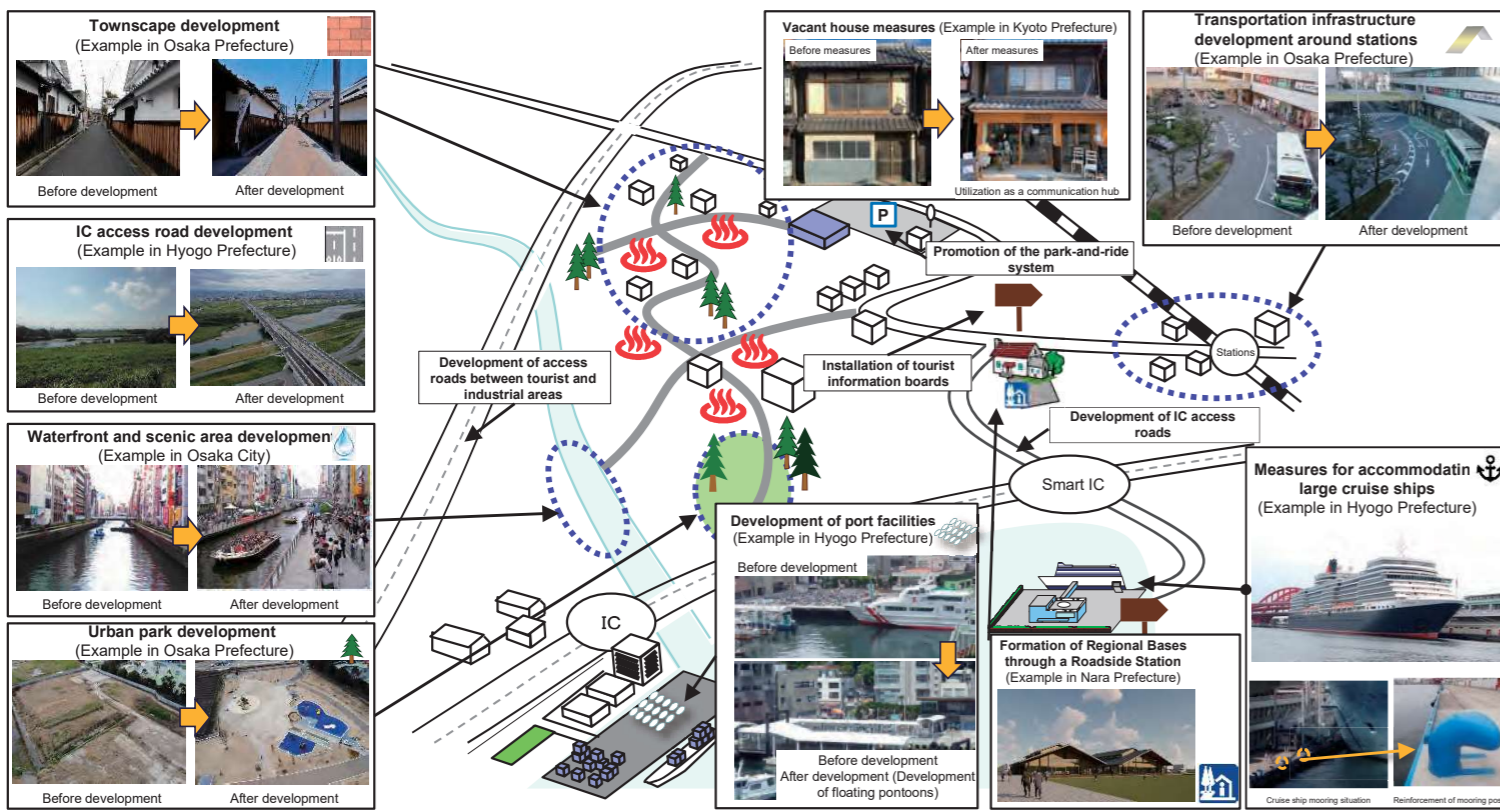 Townscape development
(Example in Osaka Prefecture)
Before development
After development
IC access road development
(Example in Hyogo Prefecture)
Before development
After development
Waterfront and scenic area development
(Example in Osaka City)
Before development
After development
Urban park development
(Example in Osaka Prefecture)
Before development
After development
Vacant house measures (Example in Kyoto Prefecture)
Before measures
After measures
Utilization as a communication hub
Transportation infrastructure
development around stations
(Example in Osaka Prefecture)
Before development
After development
P
Promotion of the park-and-ride
system
Stations
Development of access
roads between tourist and
industrial areas
Installation of tourist
information boards
Development of IC access
roads
Smart IC
IC
Development of port facilities
(Example in Hyogo Prefecture)
Before development
Before development
After development (Development
of floating pontoons)
Formation of Regional Bases
through a Roadside Station
(Example in Nara Prefecture)
Measures for accommodatin
large cruise ships
(Example in Hyogo Prefecture)
Cruise ship mooring situation
Reinforcement of mooring pos